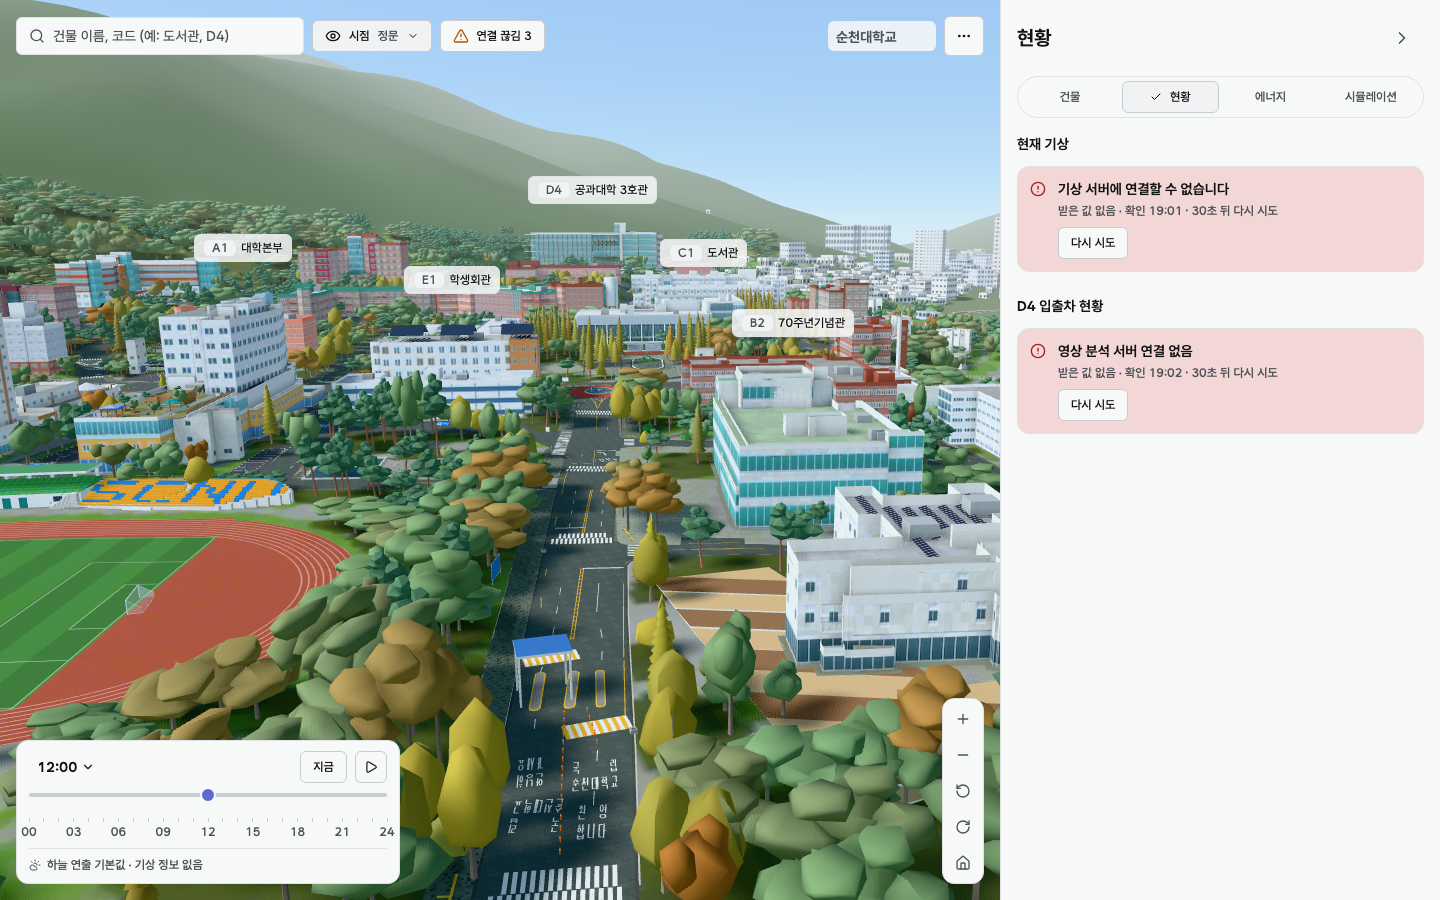 건물 이름, 코드 (예: 도서관, D4)
시점 정문
연결 끊김 3
순천대학교
D4 공과대학 3호관
A1 대학본부
C1 도서관
E1 학생회관
B2 70주년기념관
12:00
지금
00 03 06 09 12 15 18 21 24
하늘 연출 기본값 · 기상 정보 없음
현황
건물
현황
에너지
시뮬레이션
현재 기상
기상 서버에 연결할 수 없습니다
받은 값 없음 · 확인 19:01 · 30초 뒤 다시 시도
다시 시도
D4 입출차 현황
영상 분석 서버 연결 없음
받은 값 없음 · 확인 19:02 · 30초 뒤 다시 시도
다시 시도